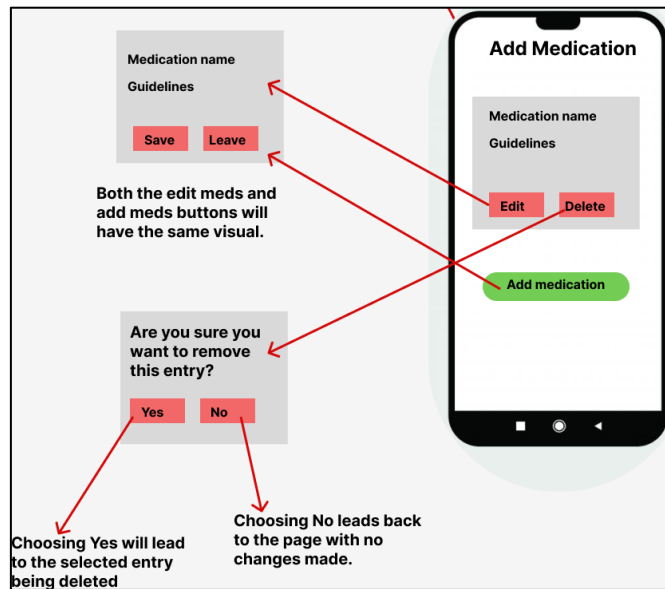 Add Medication
Medication name
Guidelines
Edit Delete
Add medication
Medication name
Guidelines
Save Leave
Both the edit meds and
add meds buttons will
have the same visual.
Are you sure you
want to remove
this entry?
Yes No
Choosing Yes will lead
to the selected entry
being deleted
Choosing No leads back
to the page with no
changes made.